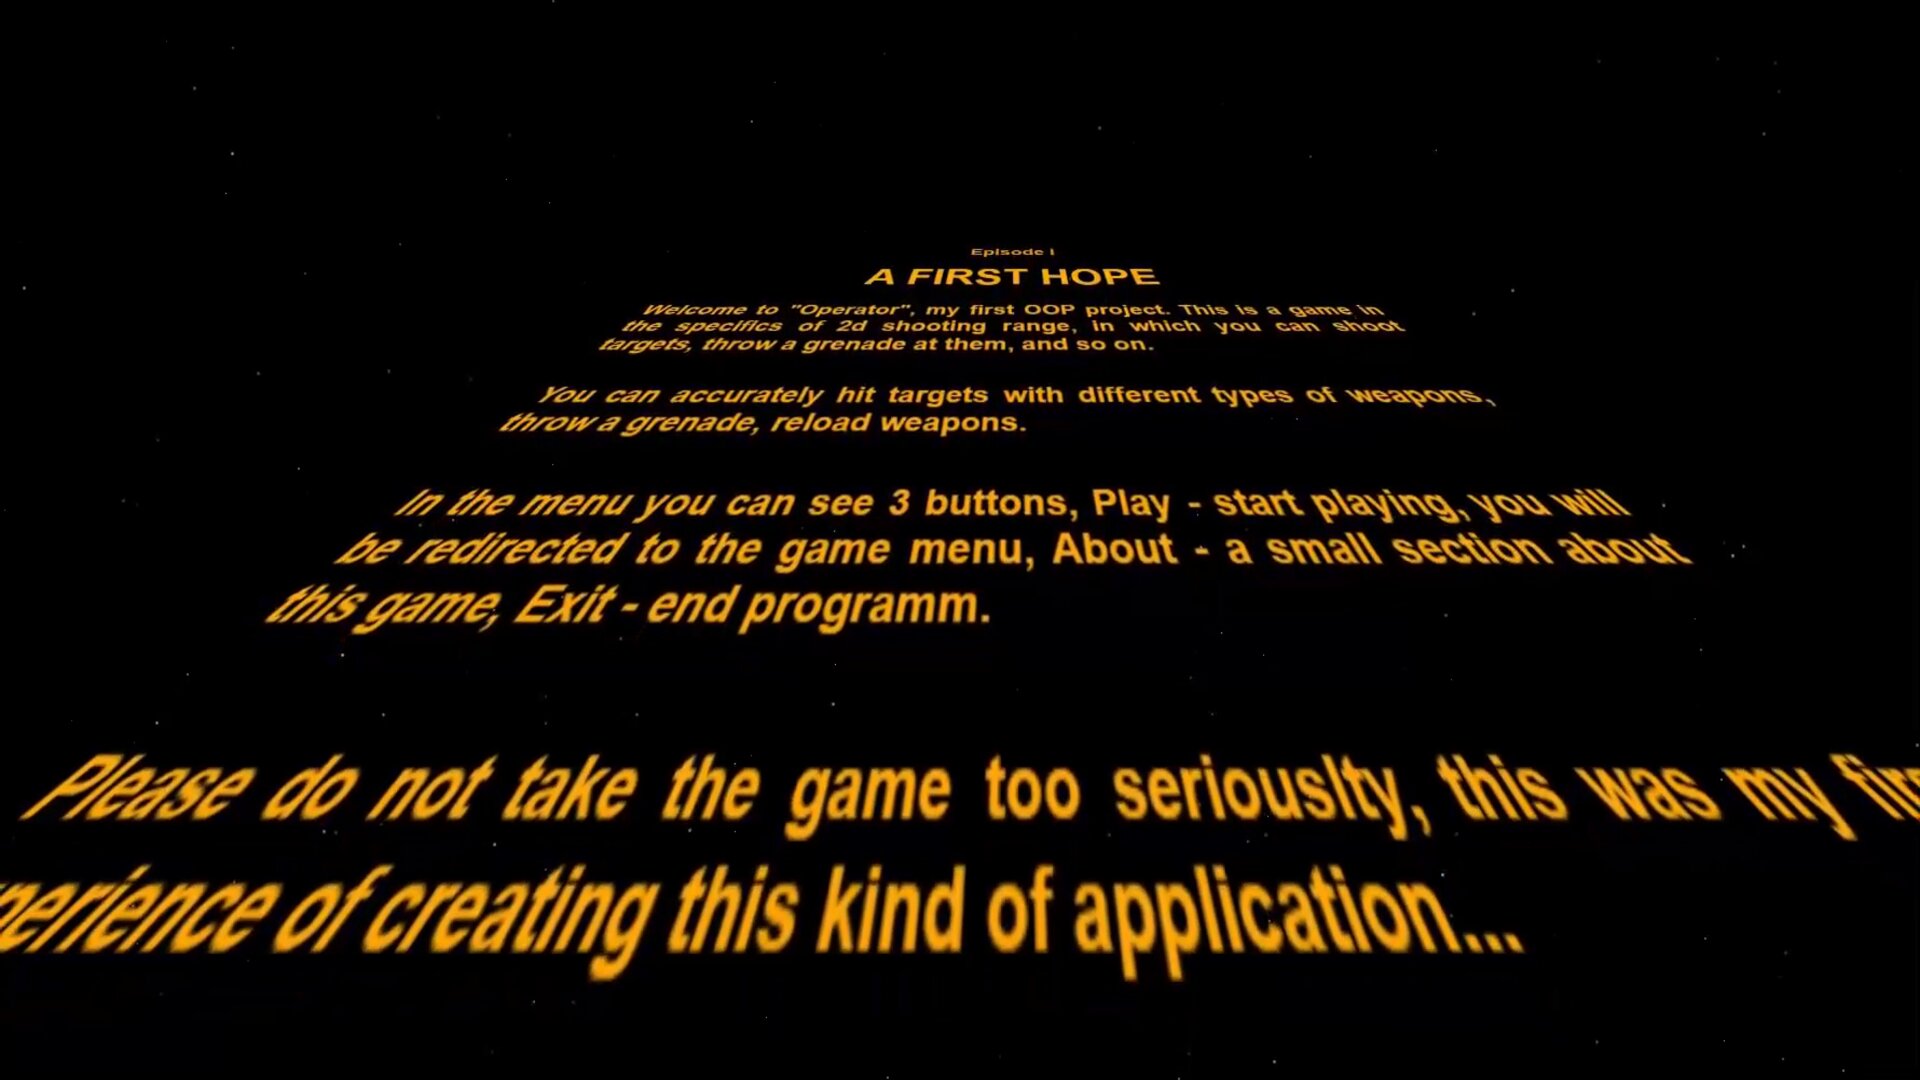 Episode I
A FIRST HOPE
Welcome to "Operator", my first OOP project. This is a game in
the specifics of 2d shooting range, in which you can shoot
targets, throw a grenade at them, and so on.
You can accurately hit targets with different types of weapons,
throw a grenade, reload weapons.
In the menu you can see 3 buttons, Play - start playing, you will
be redirected to the game menu, About - a small section about
this game, Exit - end programm.
Please do not take the game too seriouslty, this was my
of creating this kind of application...